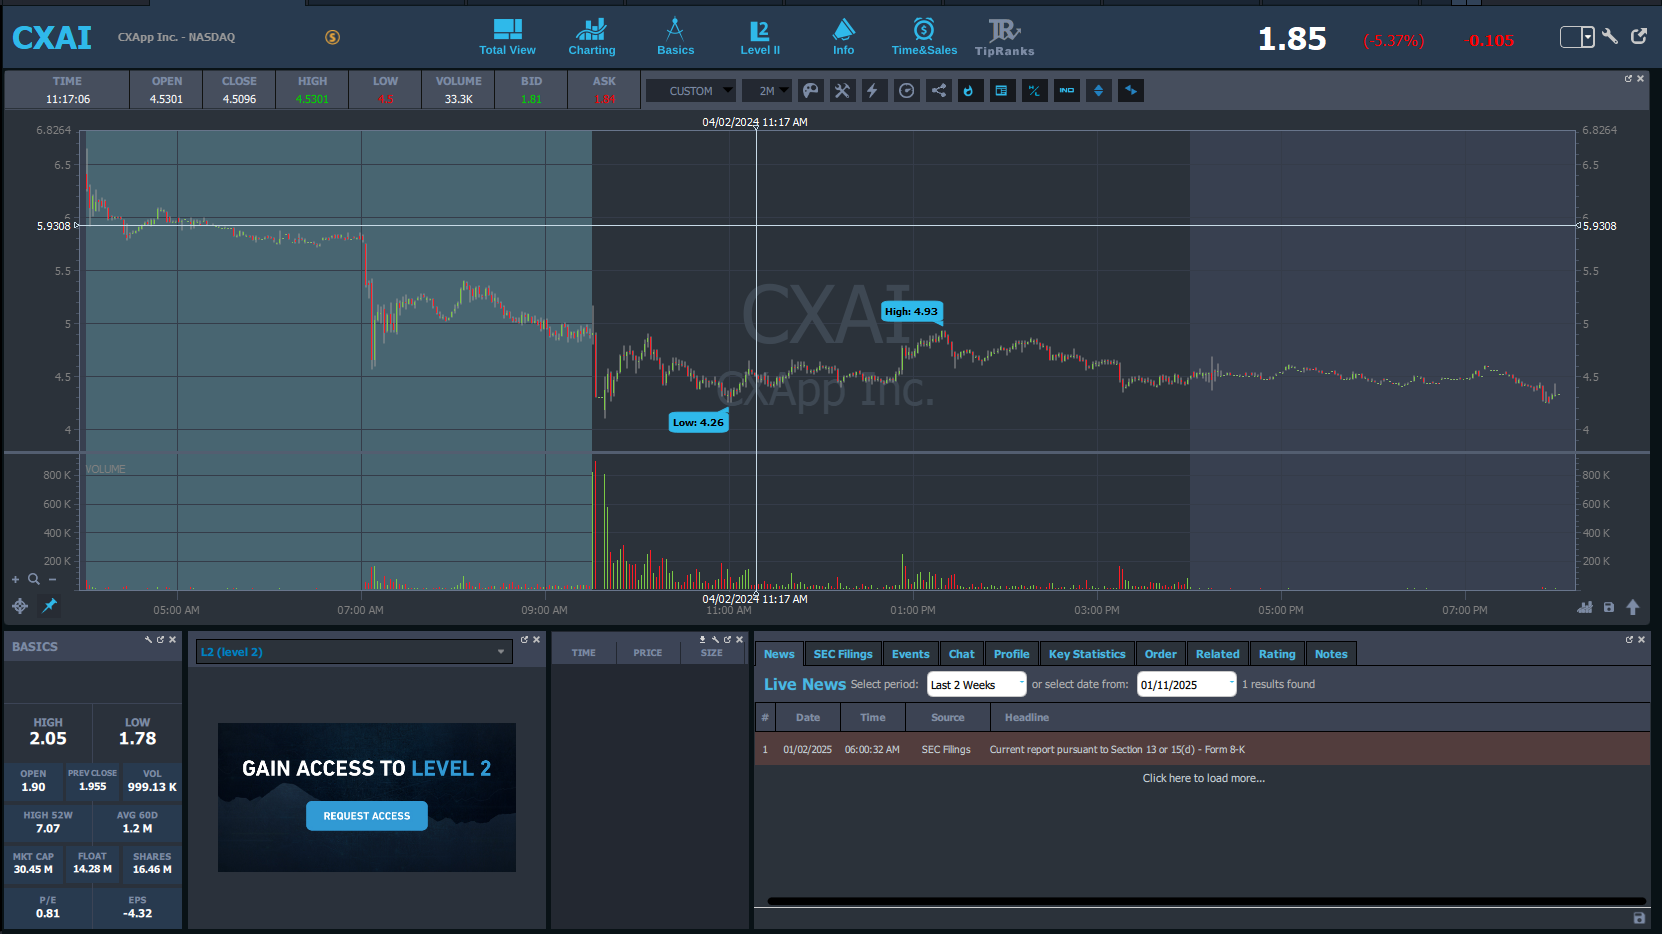 CXAI CXApp Inc. - NASDAQ
Total View Charting Basics Level II Info Time&Sales TipRanks
1.85 (-5.37%) -0.105
TIME OPEN CLOSE HIGH LOW VOLUME BID ASK
11:17:06 4.5301 4.5096 4.5301 4.5 33.3K 1.81 1.84
CUSTOM 2M
04/02/2024 11:17 AM
6.8264 6.8264
6.5 6.5
6 6
5.9308 5.9308
5.5 5.5
CXAI
High: 4.93
5 5
4.5 4.5
CXApp Inc.
Low: 4.26
4 4
VOLUME
800 K 800 K
600 K 600 K
400 K 400 K
200 K 200 K
04/02/2024 11:17 AM
05:00 AM 07:00 AM 09:00 AM 11:00 AM 01:00 PM 03:00 PM 05:00 PM 07:00 PM
BASICS
HIGH LOW
2.05 1.78
OPEN PREV CLOSE VOL
1.90 1.955 999.13 K
HIGH 52W AVG 60D
7.07 1.2 M
MKT CAP FLOAT SHARES
30.45 M 14.28 M 16.46 M
P/E EPS
0.81 -4.32
L2 (level 2)
GAIN ACCESS TO LEVEL 2
REQUEST ACCESS
TIME PRICE SIZE
News SEC Filings Events Chat Profile Key Statistics Order Related Rating Notes
Live News Select period: Last 2 Weeks or select date from: 01/11/2025 1 results found
# Date Time Source Headline
1 01/02/2025 06:00:32 AM SEC Filings Current report pursuant to Section 13 or 15(d) - Form 8-K
Click here to load more...